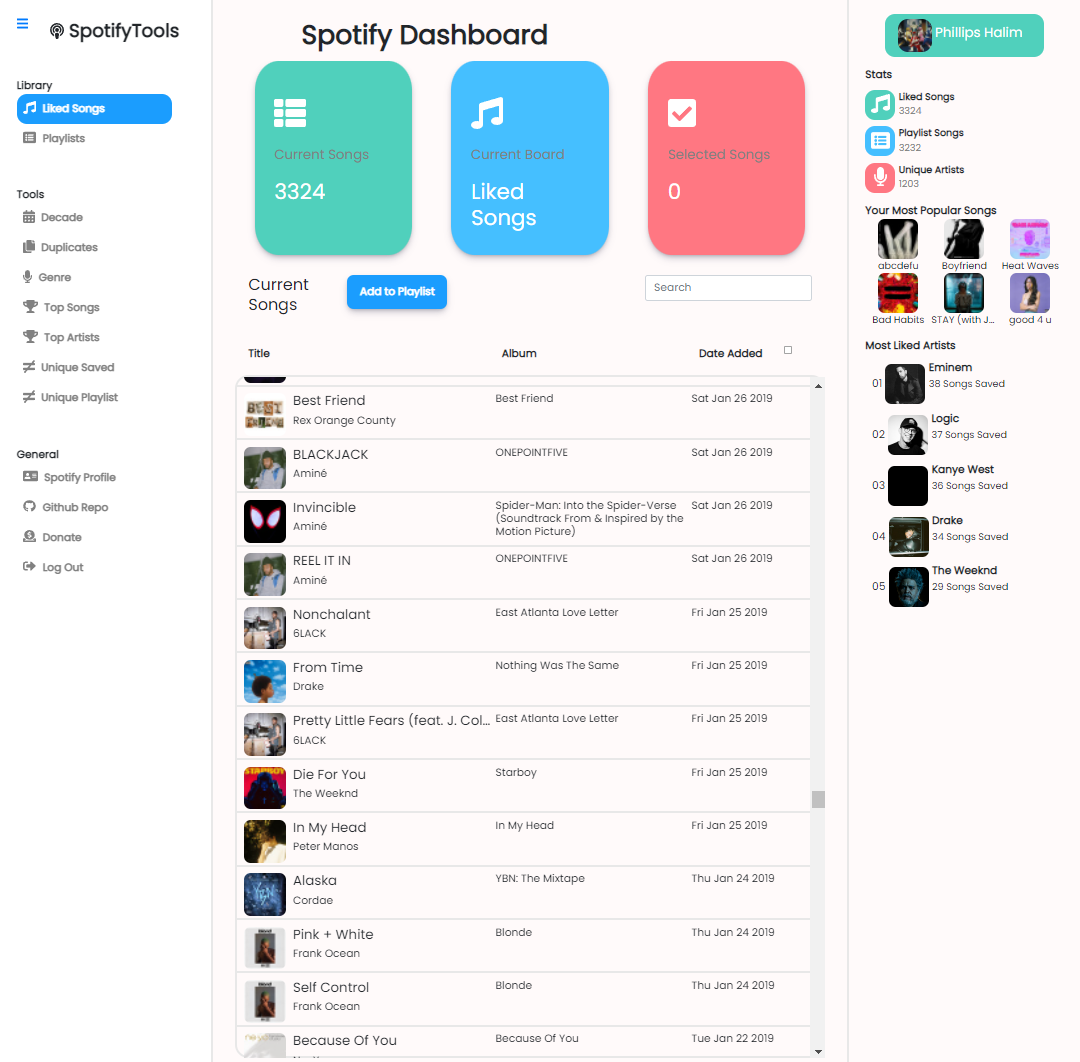 SpotifyTools
Library
Liked Songs
Playlists
Tools
Decade
Duplicates
Genre
Top Songs
Top Artists
Unique Saved
Unique Playlist
General
Spotify Profile
Github Repo
Donate
Log Out
Spotify Dashboard
Current Songs
3324
Current Board
Liked
Songs
Selected Songs
0
Current
Songs
Add to Playlist
Search
Title Album Date Added
Best Friend Best Friend Sat Jan 26 2019
Rex Orange County
BLACKJACK ONEPOINTFIVE Sat Jan 26 2019
Aminé
Invincible Spider-Man: Into the Spider-Verse Sat Jan 26 2019
(Soundtrack From & Inspired by the
Aminé
Motion Picture)
REEL IT IN ONEPOINTFIVE Sat Jan 26 2019
Aminé
Nonchalant East Atlanta Love Letter Fri Jan 25 2019
6LACK
From Time Nothing Was The Same Fri Jan 25 2019
Drake
Pretty Little Fears (feat. J. Col... East Atlanta Love Letter Fri Jan 25 2019
6LACK
Die For You Starboy Fri Jan 25 2019
The Weeknd
In My Head In My Head Fri Jan 25 2019
Peter Manos
Alaska YBN: The Mixtape Thu Jan 24 2019
Cordae
Pink + White Blonde Thu Jan 24 2019
Frank Ocean
Self Control Blonde Thu Jan 24 2019
Frank Ocean
Because Of You Because Of You Tue Jan 22 2019
Phillips Halim
Stats
Liked Songs
3324
Playlist Songs
3232
Unique Artists
1203
Your Most Popular Songs
abcdefu Boyfriend Heat Waves
Bad Habits STAY (with J... good 4 u
Most Liked Artists
01 Eminem
38 Songs Saved
02 Logic
37 Songs Saved
03 Kanye West
36 Songs Saved
04 Drake
34 Songs Saved
05 The Weeknd
29 Songs Saved